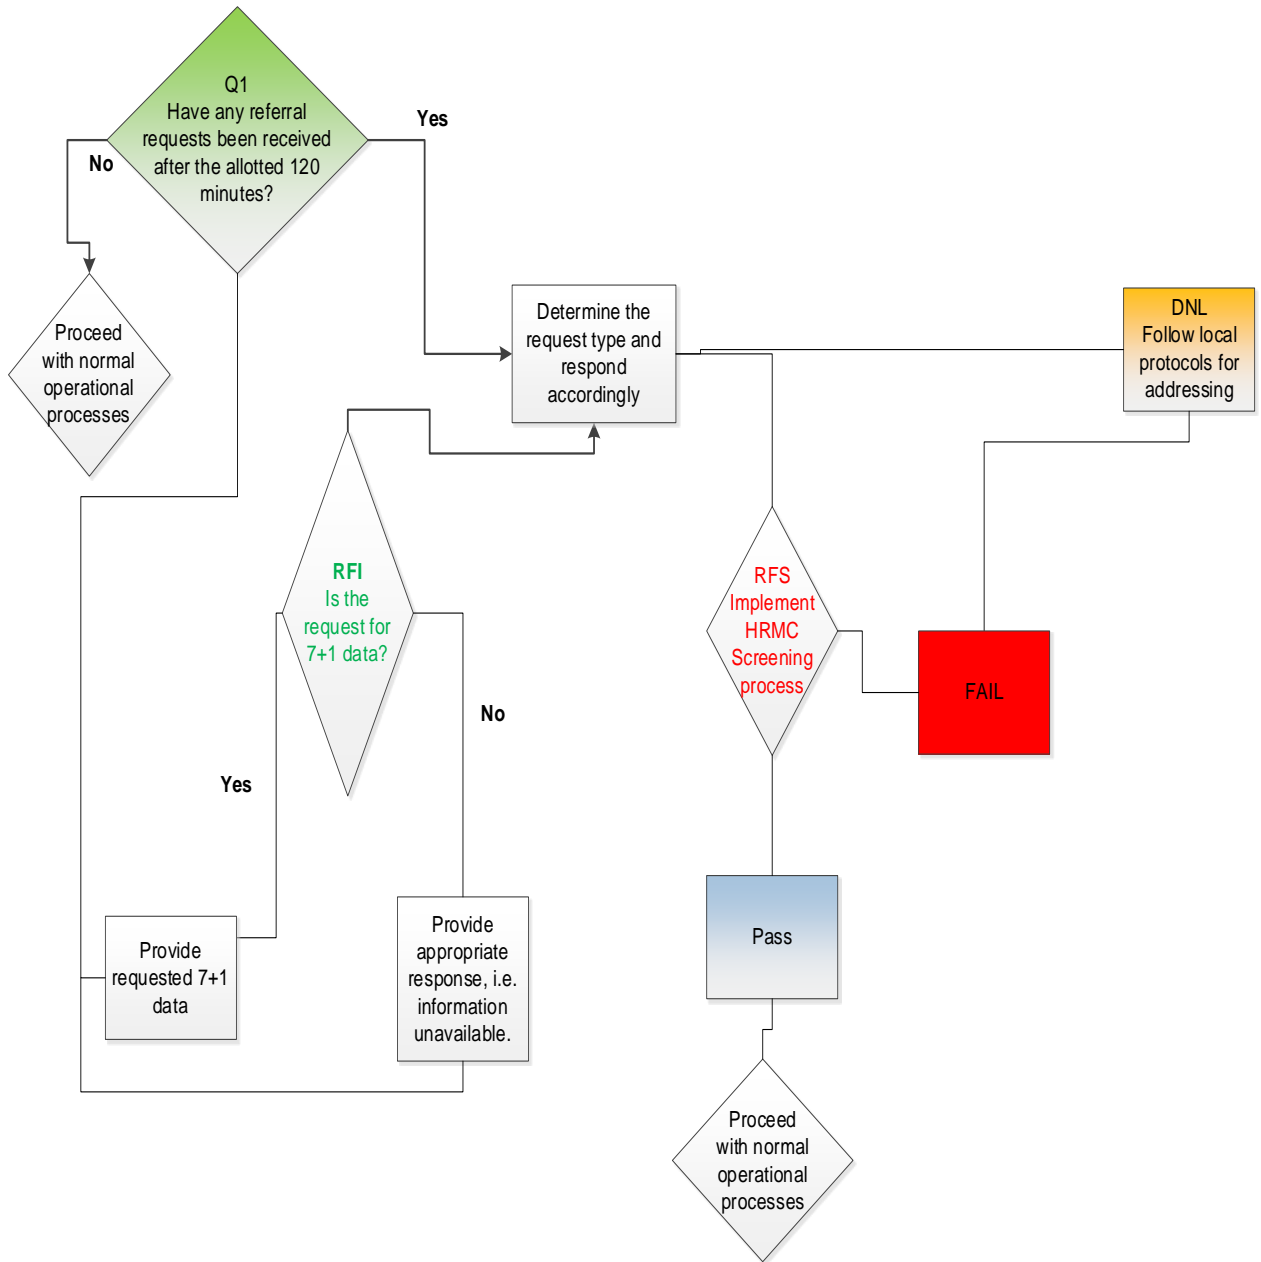 Q1
Have any referral
requests been received
after the allotted 120
minutes?
Yes
No
Proceed
with normal
operational
processes
Determine the
request type and
respond
accordingly
DNL
Follow local
protocols for
addressing
RFI
Is the
request for
7+1 data?
RFS
Implement
HRMC
Screening
process
FAIL
No
Yes
Provide
requested 7+1
data
Provide
appropriate
response, i.e.
information
unavailable.
Pass
Proceed
with normal
operational
processes